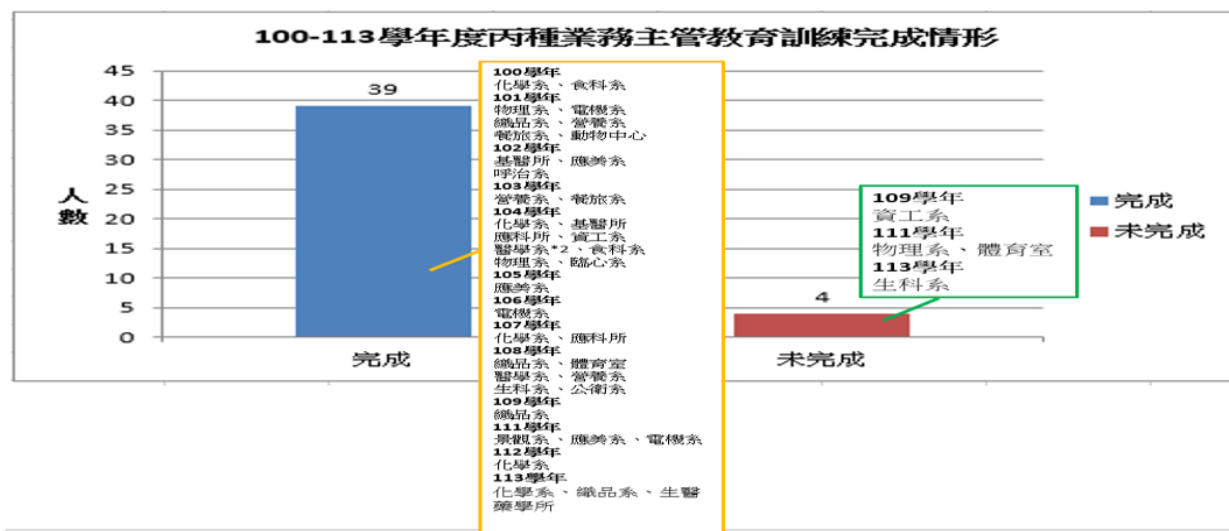 100-113學年度丙種業務主管教育訓練完成情形
45
40
35
30
25
20
15
10
5
0
人數
39
4
完成
未完成
100學年
化學系、食科系
101學年
物理系、電機系
織品系、營養系
餐旅系、動物中心
102學年
基醫所、應美系
呼治系
103學年
營養系、餐旅系
104學年
化學系、基醫所
應科所、資工系
醫學系*2、食科系
物理系、臨心系
105學年
應美系
106學年
電機系
107學年
化學系、應科所
108學年
織品系、體育室
醫學系、營養系
生科系、公衛系
109學年
織品系
111學年
景觀系、應美系、電機系
112學年
化學系
113學年
化學系、織品系、生醫
藥學所
109學年
資工系
111學年
物理系、體育室
113學年
生科系
完成
未完成